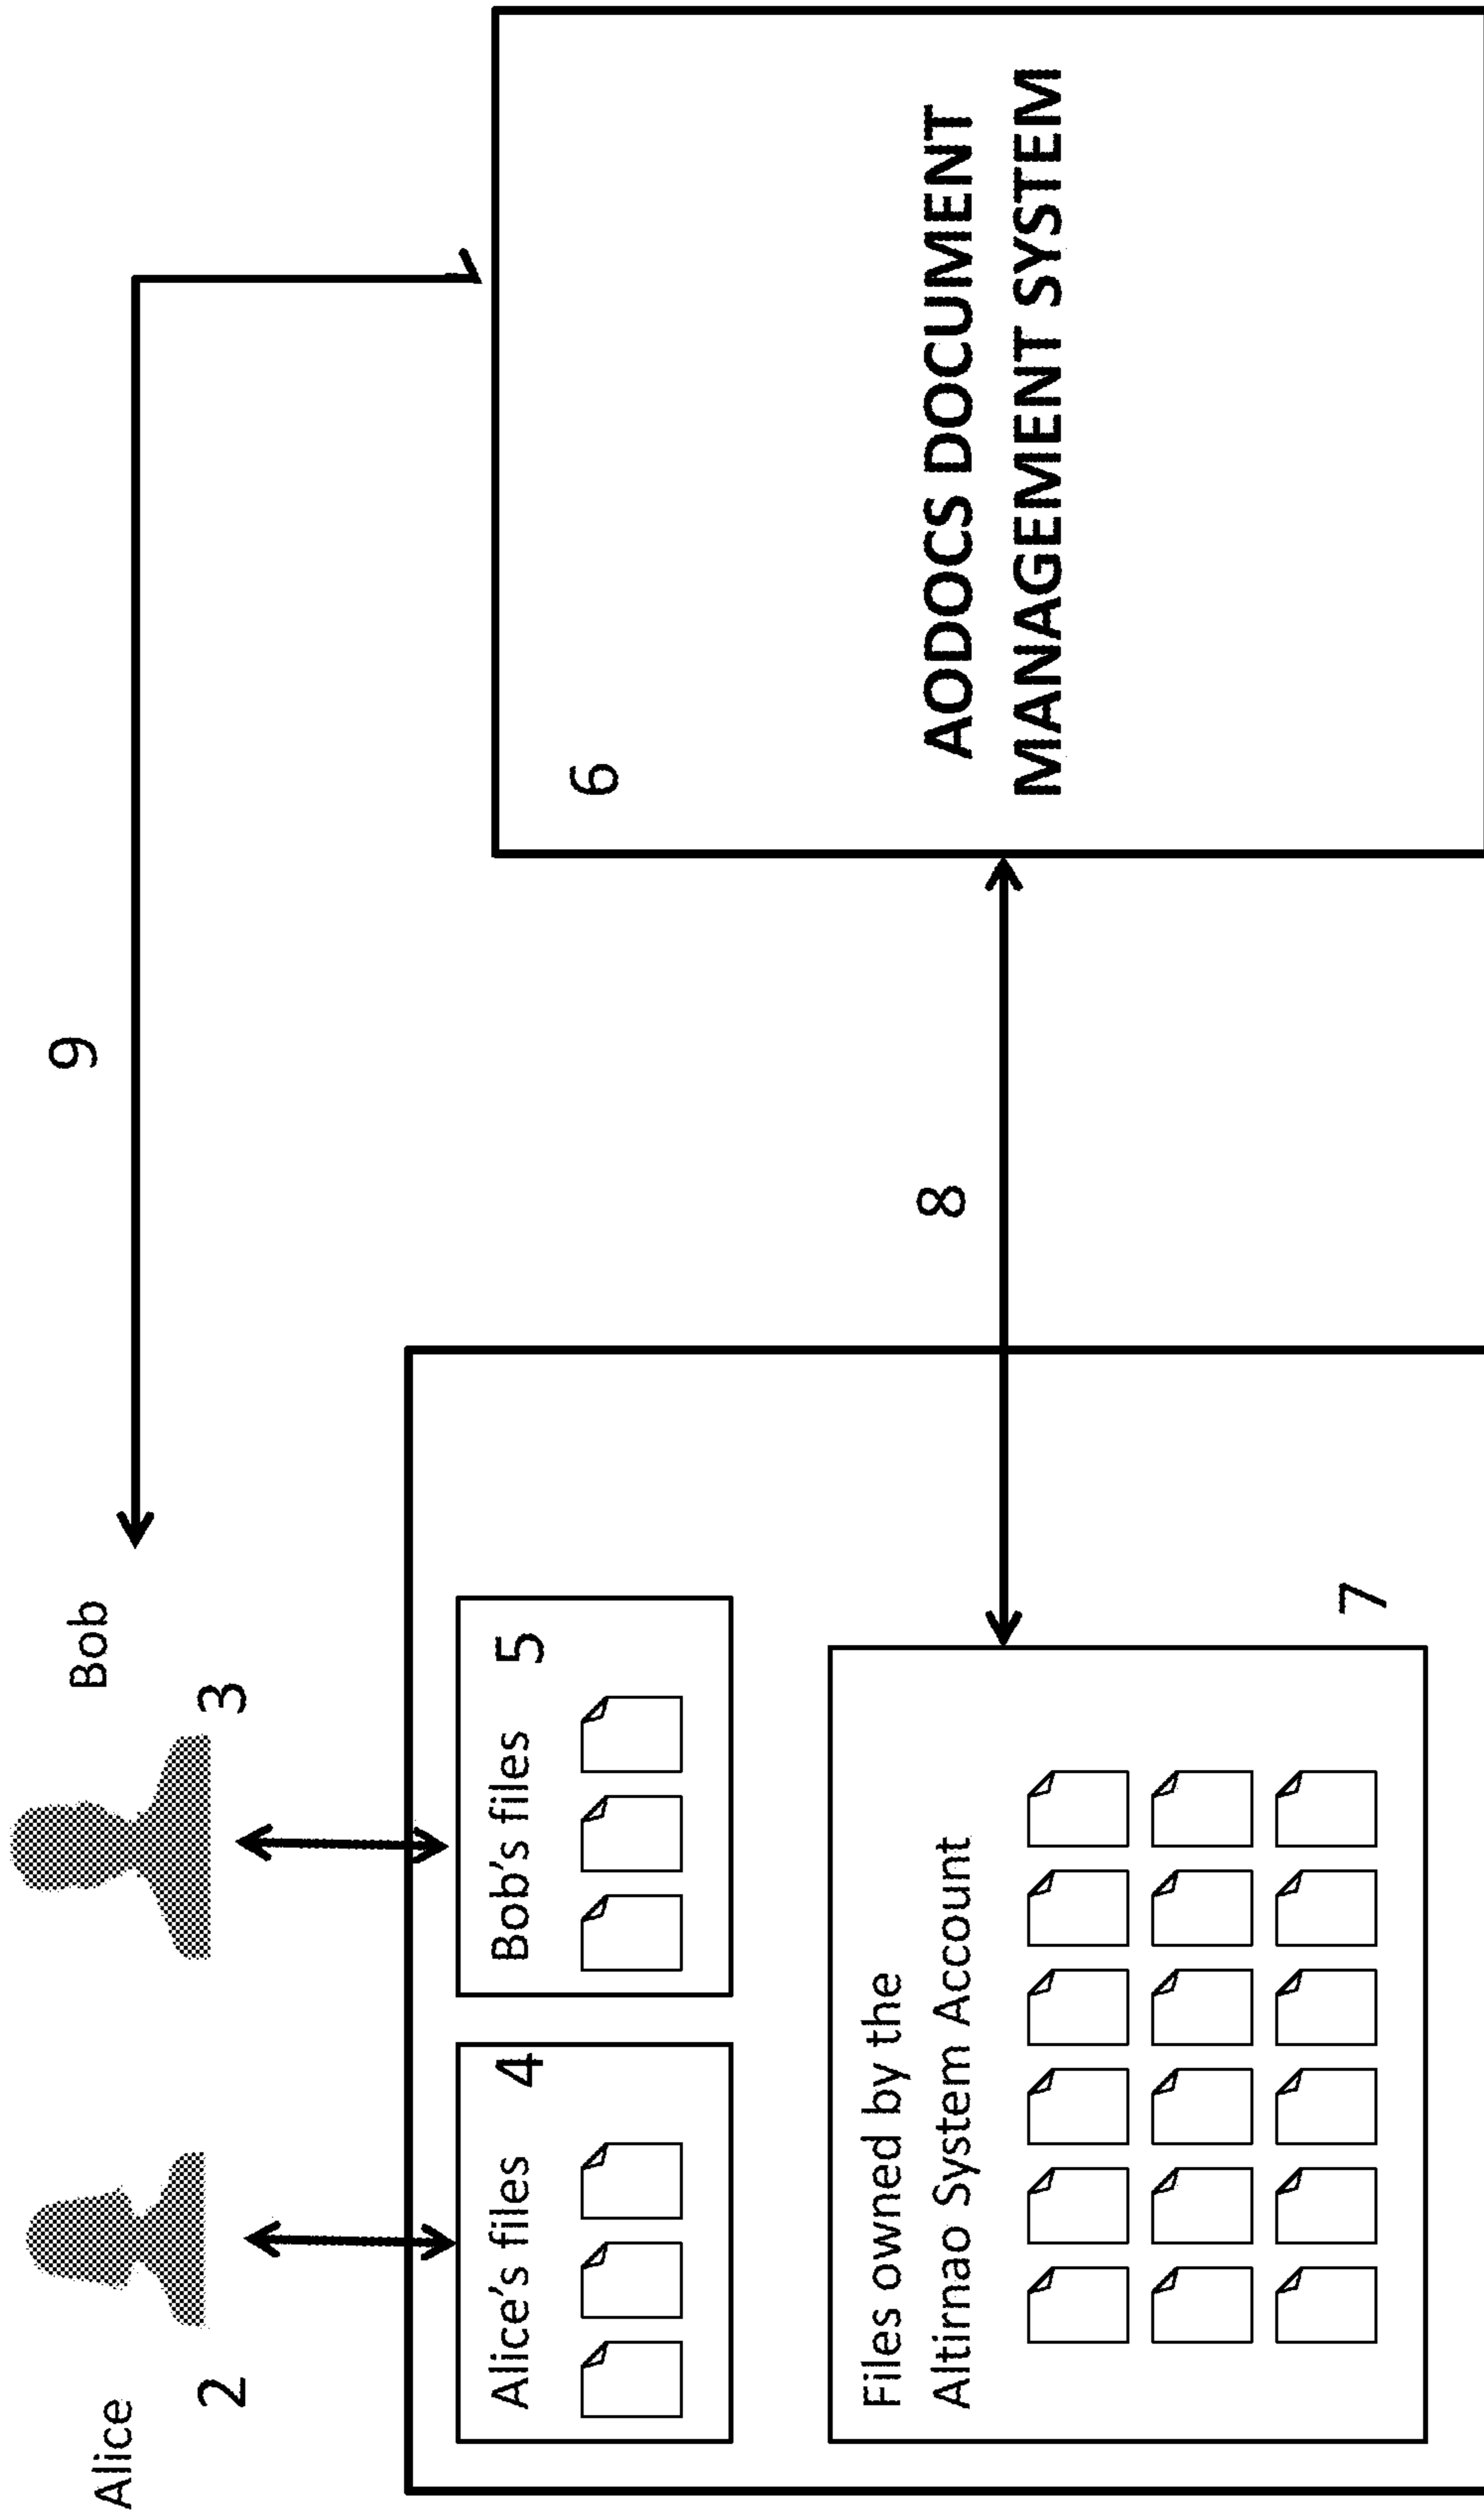 Alice
2
Bob
3
9
Alice's files 4
Bob's files 5
6
Files owned by the
Altirnao System Account
8
AODOCS DOCUMENT
MANAGEMENT SYSTEM
7